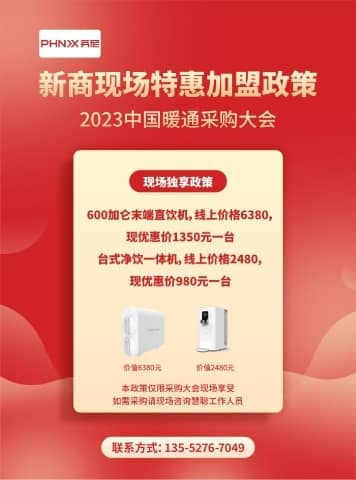 PHNIX 芬尼
新商现场特惠加盟政策
2023中国暖通采购大会
现场独享政策
600加仑末端直饮机，线上价格6380，
现优惠价1350元一台
台式净饮一体机，线上价格2480，
现优惠价980元一台
价值6380元
价值2480元
本政策仅限采购大会现场享受
如需采购请现场咨询慧聪工作人员
联系方式：135-5276-7049